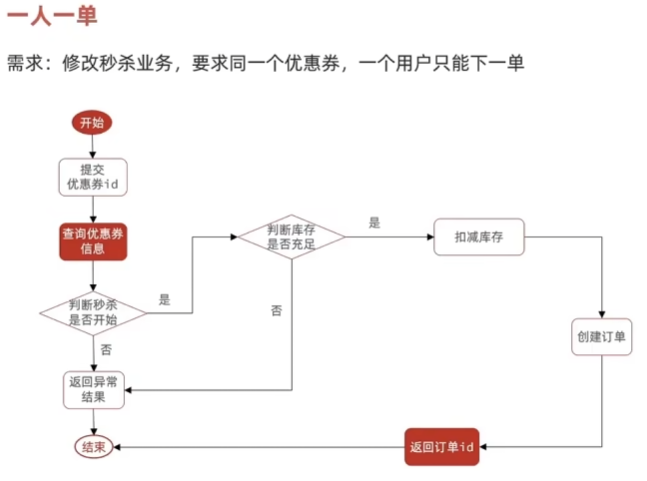 一人一单
需求：修改秒杀业务，要求同一个优惠券，一个用户只能下一单
开始
提交
优惠券id
查询优惠券
信息
判断秒杀
是否开始
是
否
判断库存
是否充足
是
否
扣减库存
创建订单
返回异常
结果
返回订单id
结束